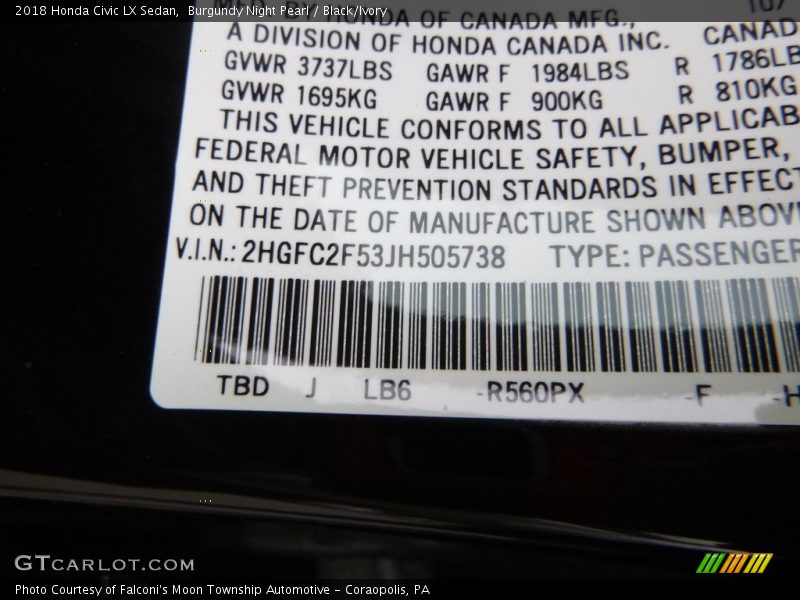 2018 Honda Civic LX Sedan, Burgundy Night Pearl / Black/Ivory
MFD. BY HONDA OF CANADA MFG.,
A DIVISION OF HONDA CANADA INC. CANAD
GVWR 3737LBS GAWR F 1984LBS R 1786LB
GVWR 1695KG GAWR F 900KG R 810KG
THIS VEHICLE CONFORMS TO ALL APPLICAB
FEDERAL MOTOR VEHICLE SAFETY, BUMPER,
AND THEFT PREVENTION STANDARDS IN EFFECT
ON THE DATE OF MANUFACTURE SHOWN ABOV
V.I.N.: 2HGFC2F53JH505738 TYPE: PASSENGER
TBD J LB6 -R560PX -F -H
GTCARLOT.COM
Photo Courtesy of Falconi's Moon Township Automotive - Coraopolis, PA